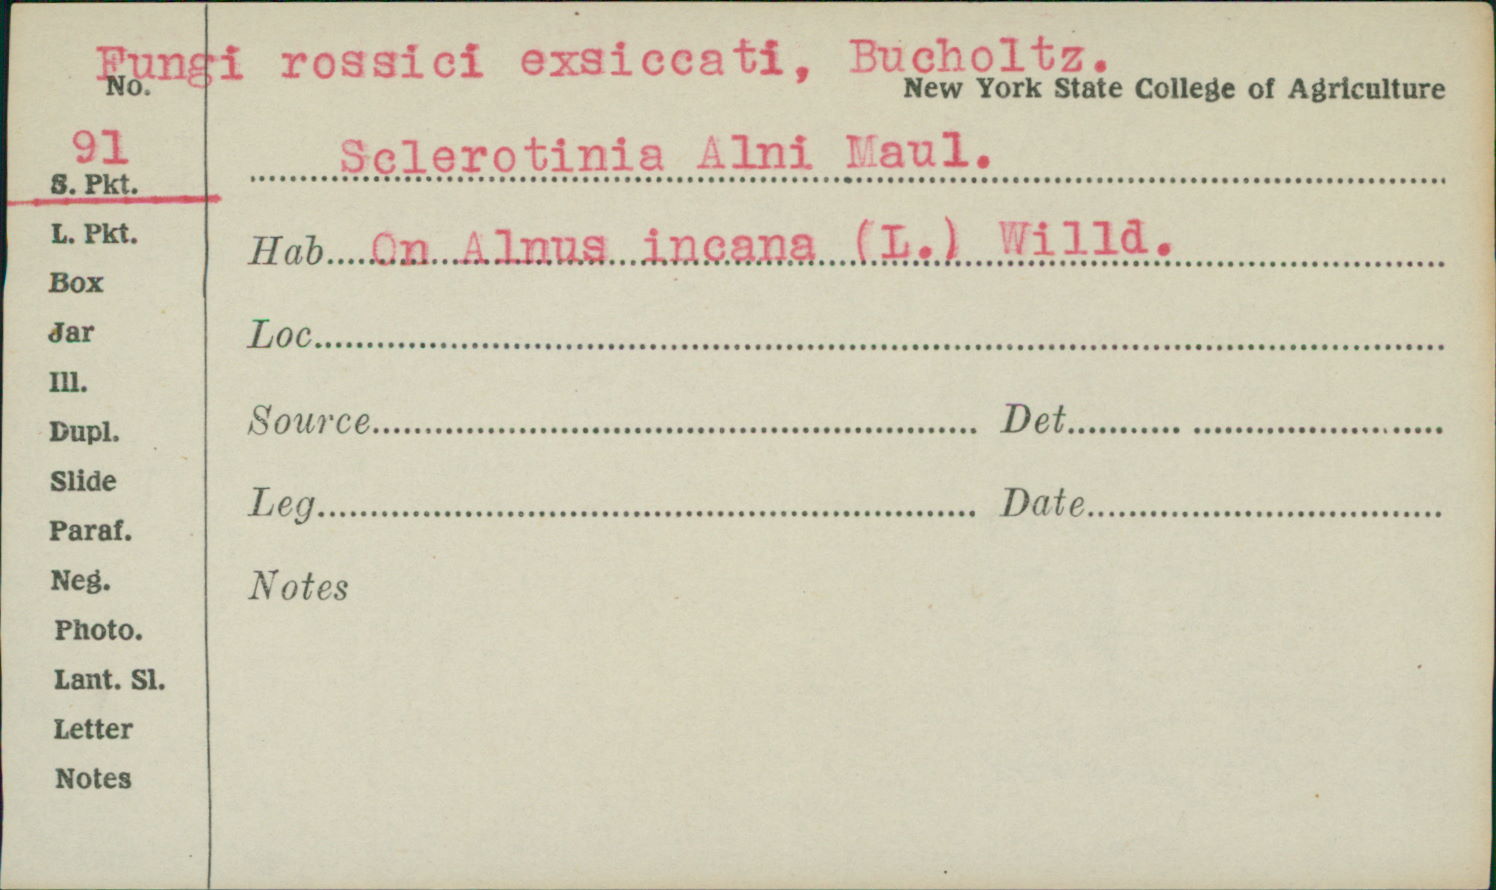 Fungi rossici exsiccati, Bucholtz.
No.
New York State College of Agriculture
91
Sclerotinia Alni Maul.
S. Pkt.
L. Pkt.
Hab. On Alnus incana (L.) Willd.
Box
Jar
Loc.
Ill.
Dupl.
Source Det.
Slide
Leg. Date
Paraf.
Neg.
Notes
Photo.
Lant. Sl.
Letter
Notes